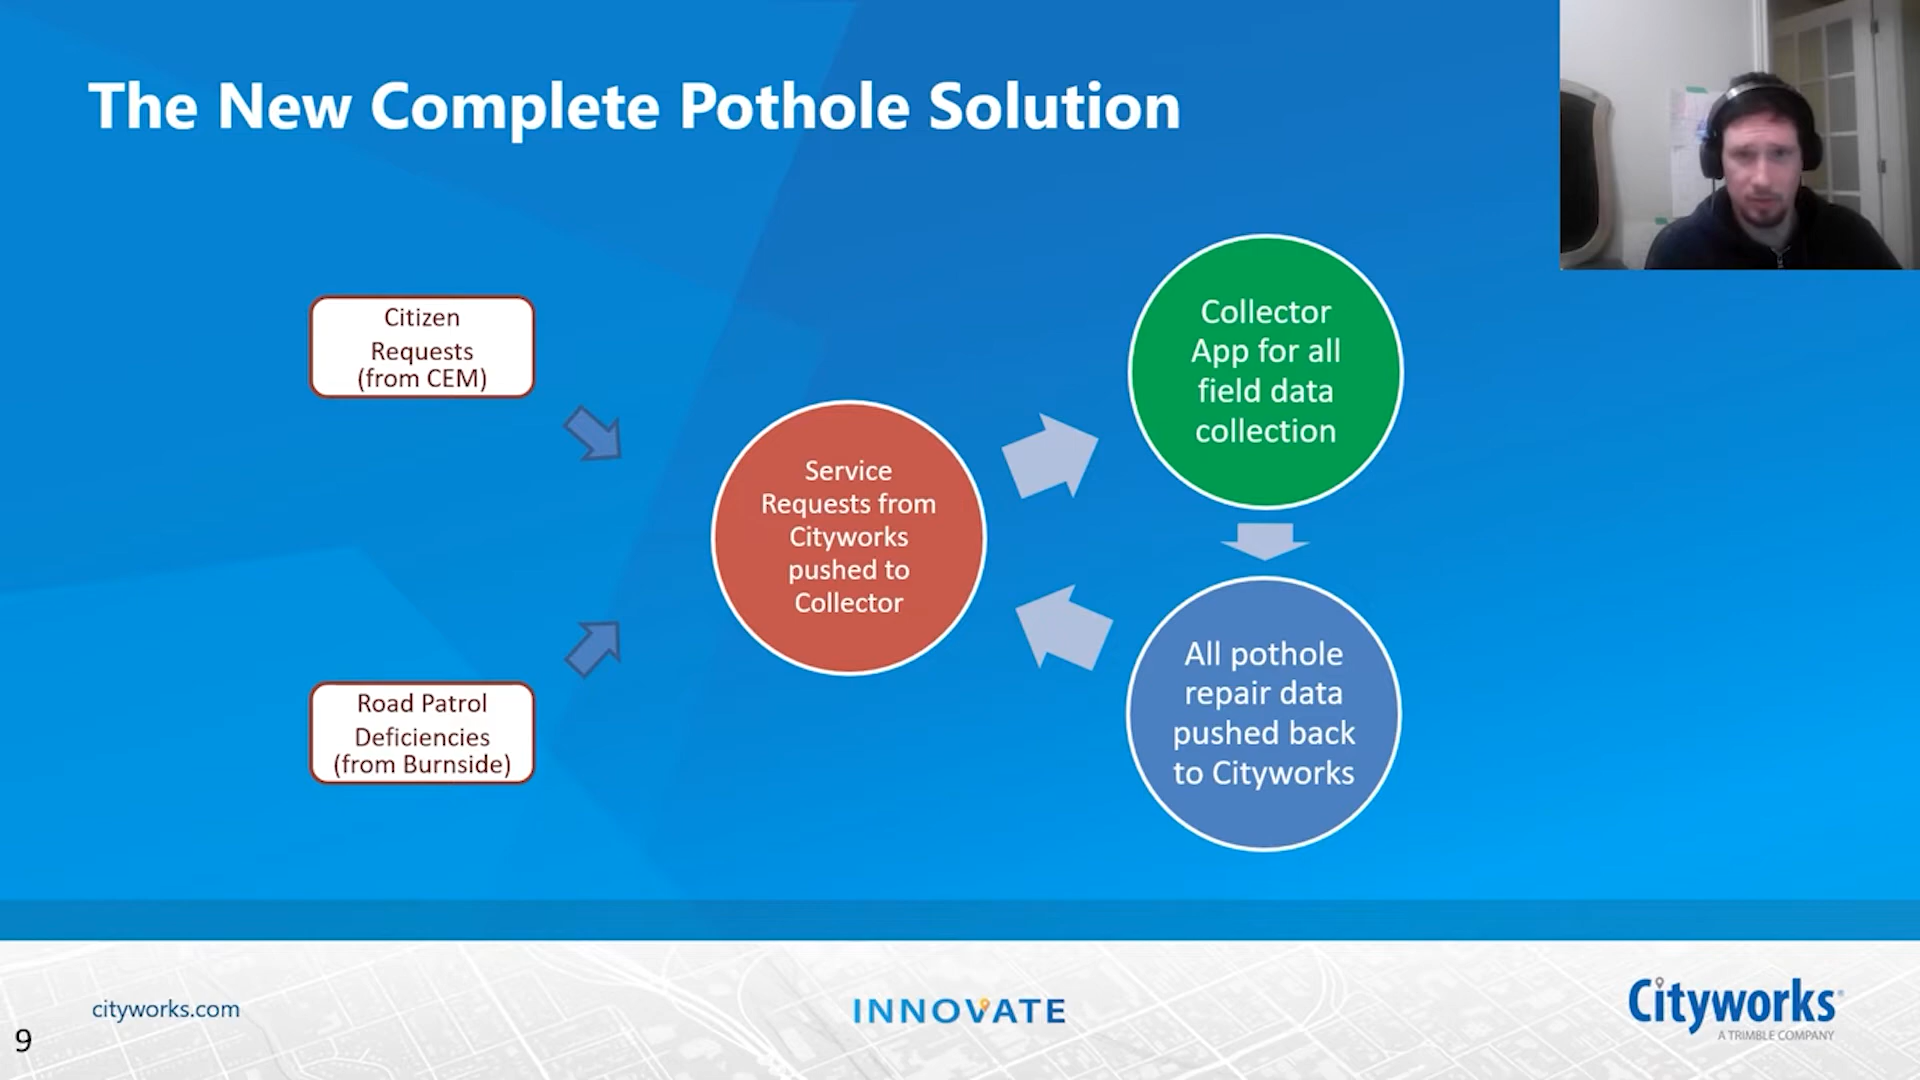 The New Complete Pothole Solution
Citizen
Requests
(from CEM)
Road Patrol
Deficiencies
(from Burnside)
Service
Requests from
Cityworks
pushed to
Collector
Collector
App for all
field data
collection
All pothole
repair data
pushed back
to Cityworks
cityworks.com
INNOVATE
Cityworks®
A TRIMBLE COMPANY
9